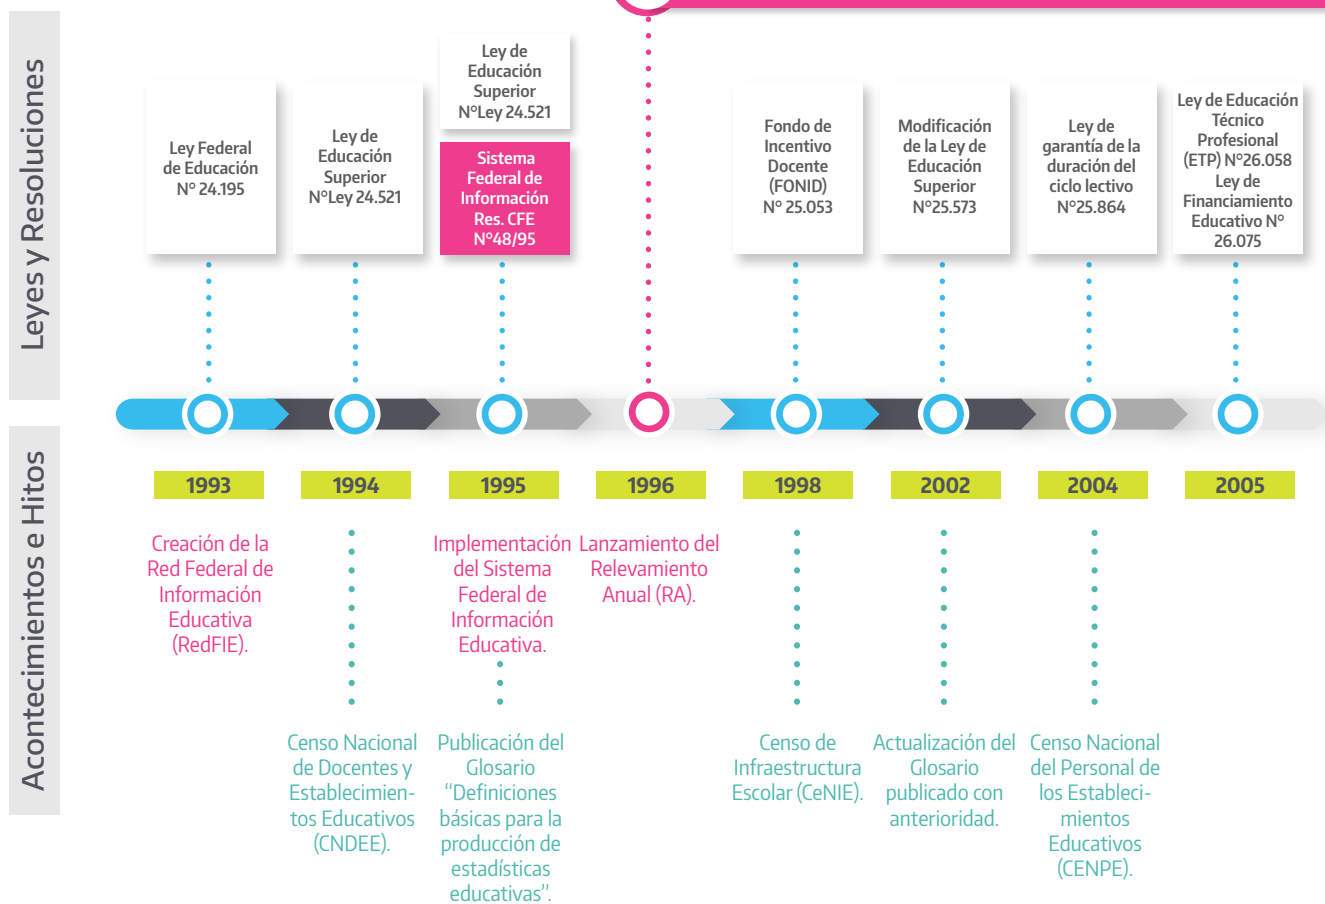 Leyes y Resoluciones
Ley Federal
de Educación
N° 24.195
Ley de
Educación
Superior
N°Ley 24.521
Ley de
Educación
Superior
N°Ley 24.521
Sistema
Federal de
Información
Res. CFE
N°48/95
Fondo de
Incentivo
Docente
(FONID)
N° 25.053
Modificación
de la Ley de
Educación
Superior
N°25.573
Ley de
garantía de la
duración del
ciclo lectivo
N°25.864
Ley de Educación
Técnico
Profesional
(ETP) N°26.058
Ley de
Financiamiento
Educativo N°
26.075
Acontecimientos e Hitos
1993
1994
1995
1996
1998
2002
2004
2005
Creación de la
Red Federal de
Información
Educativa
(RedFIE).
Censo Nacional
de Docentes y
Establecimien-
tos Educativos
(CNDEE).
Implementación
del Sistema
Federal de
Información
Educativa.
Publicación del
Glosario
“Definiciones
básicas para la
producción de
estadísticas
educativas”.
Lanzamiento del
Relevamiento
Anual (RA).
Censo de
Infraestructura
Escolar (CeNIE).
Actualización del
Glosario
publicado con
anterioridad.
Censo Nacional
del Personal de
los Estableci-
mientos
Educativos
(CENPE).